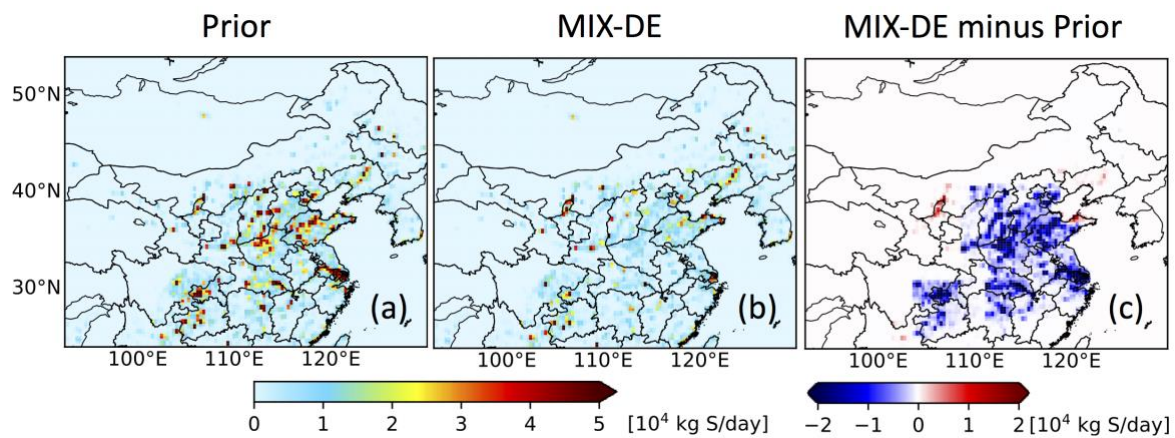 Prior MIX-DE MIX-DE minus Prior
50°N
40°N
30°N
(a) (b) (c)
100°E 110°E 120°E 100°E 110°E 120°E 100°E 110°E 120°E
0 1 2 3 4 5 [10⁴ kg S/day] −2 −1 0 1 2 [10⁴ kg S/day]